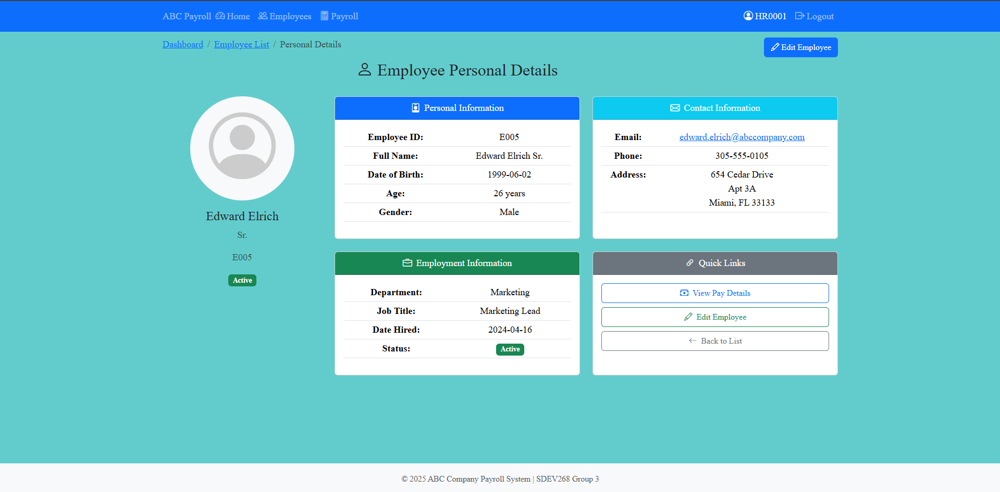 ABC Payroll Home Employees Payroll HR0001 Logout
Dashboard / Employee List / Personal Details
Edit Employee
Employee Personal Details
Edward Elrich
Sr.
E005
Active
Personal Information
Employee ID: E005
Full Name: Edward Elrich Sr.
Date of Birth: 1999-06-02
Age: 26 years
Gender: Male
Contact Information
Email: edward.elrich@abccompany.com
Phone: 305-555-0105
Address: 654 Cedar Drive
Apt 3A
Miami, FL 33133
Employment Information
Department: Marketing
Job Title: Marketing Lead
Date Hired: 2024-04-16
Status: Active
Quick Links
View Pay Details
Edit Employee
Back to List
© 2025 ABC Company Payroll System | SDEV268 Group 3